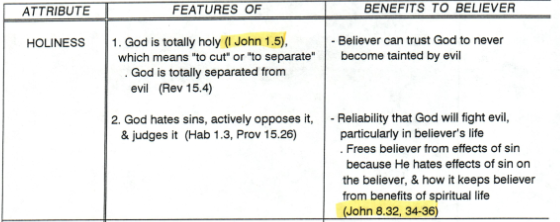 ATTRIBUTE FEATURES OF BENEFITS TO BELIEVER
HOLINESS
1. God is totally holy (I John 1.5),
which means "to cut" or "to separate"
. God is totally separated from
evil (Rev 15.4)
- Believer can trust God to never
become tainted by evil
2. God hates sins, actively opposes it,
& judges it (Hab 1.3, Prov 15.26)
- Reliability that God will fight evil,
particularly in believer's life
. Frees believer from effects of sin
because He hates effects of sin on
the believer, & how it keeps believer
from benefits of spiritual life
(John 8.32, 34-36)